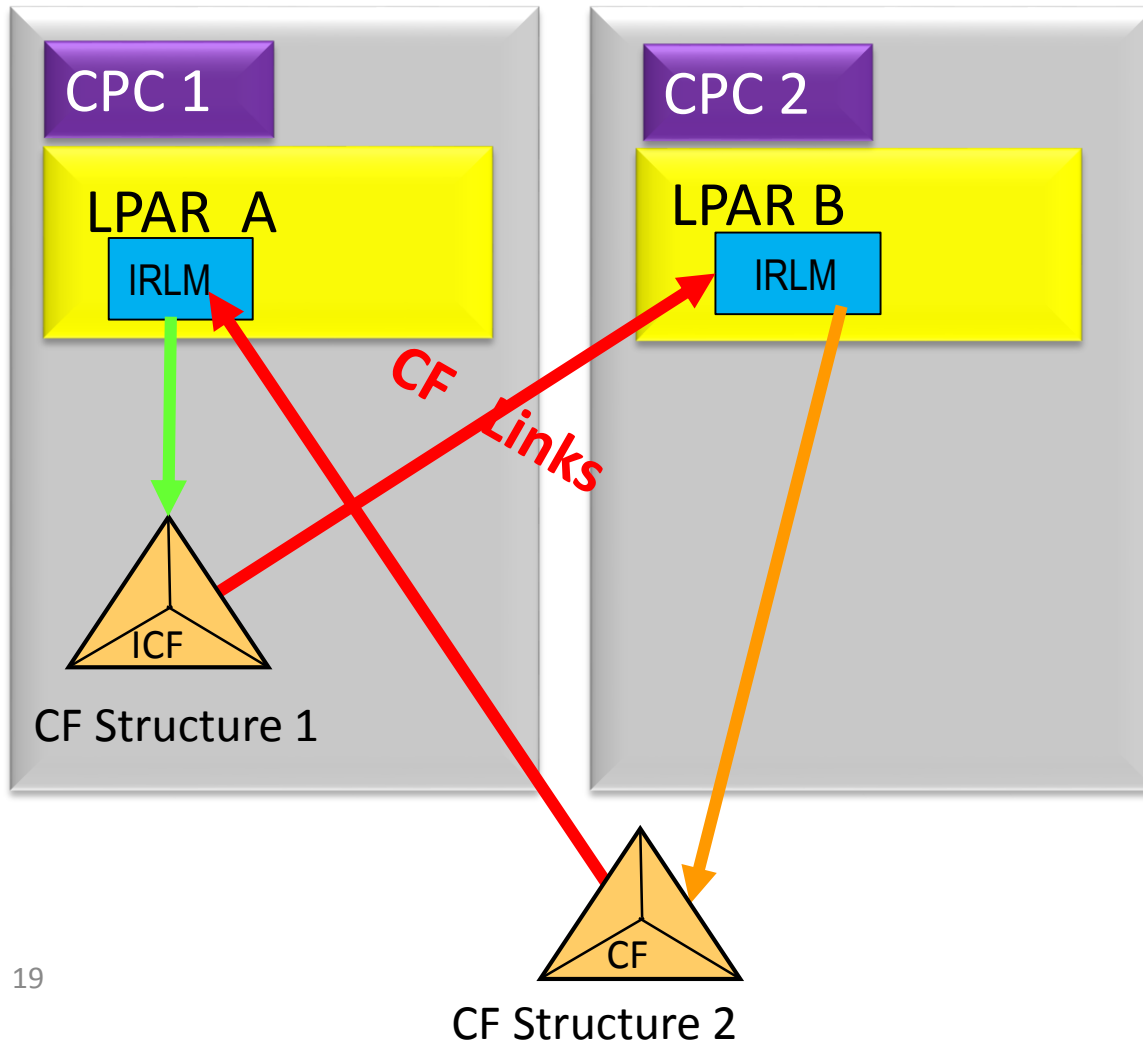 CPC 1
CPC 2
LPAR A
LPAR B
IRLM
IRLM
CF Links
ICF
CF Structure 1
CF
19
CF Structure 2